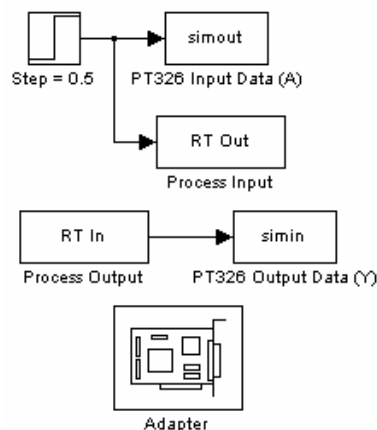 simout
Step = 0.5
PT326 Input Data (A)
RT Out
Process Input
RT In
simin
Process Output
PT326 Output Data (Y)
Adapter